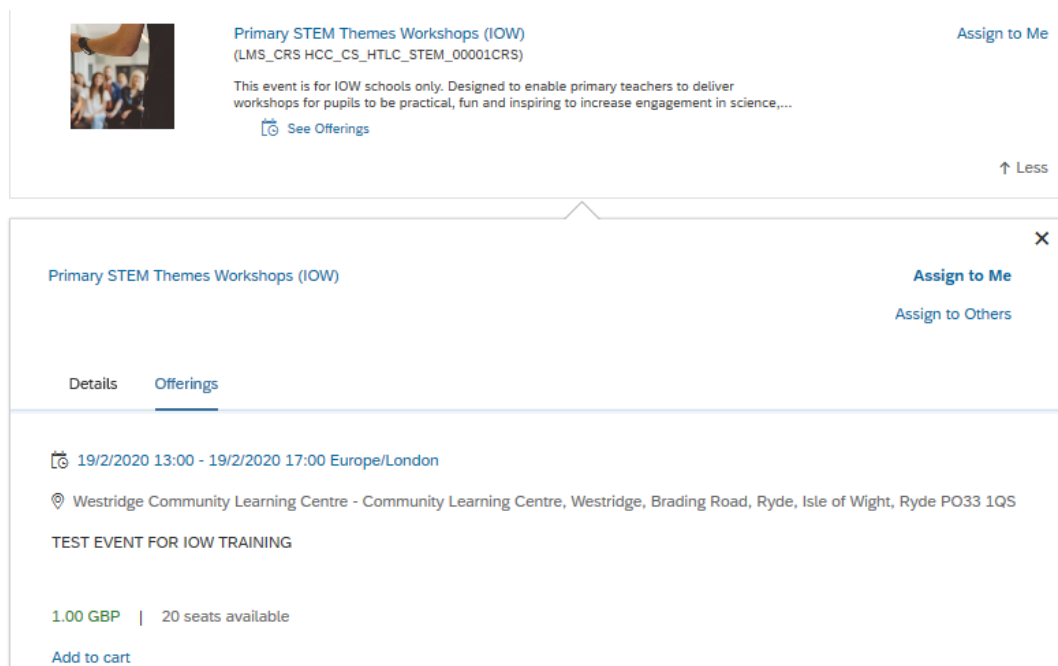 Primary STEM Themes Workshops (IOW)
Assign to Me
(LMS_CRS HCC_CS_HTLC_STEM_00001CRS)
This event is for IOW schools only. Designed to enable primary teachers to deliver
workshops for pupils to be practical, fun and inspiring to increase engagement in science,...
See Offerings
↑ Less
×
Primary STEM Themes Workshops (IOW)
Assign to Me
Assign to Others
Details Offerings
19/2/2020 13:00 - 19/2/2020 17:00 Europe/London
Westridge Community Learning Centre - Community Learning Centre, Westridge, Brading Road, Ryde, Isle of Wight, Ryde PO33 1QS
TEST EVENT FOR IOW TRAINING
1.00 GBP | 20 seats available
Add to cart